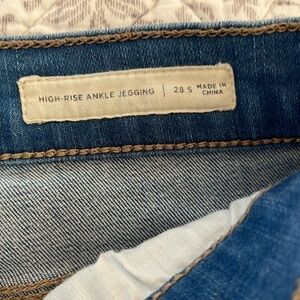 HIGH-RISE ANKLE JEGGING | 28 S MADE IN
CHINA